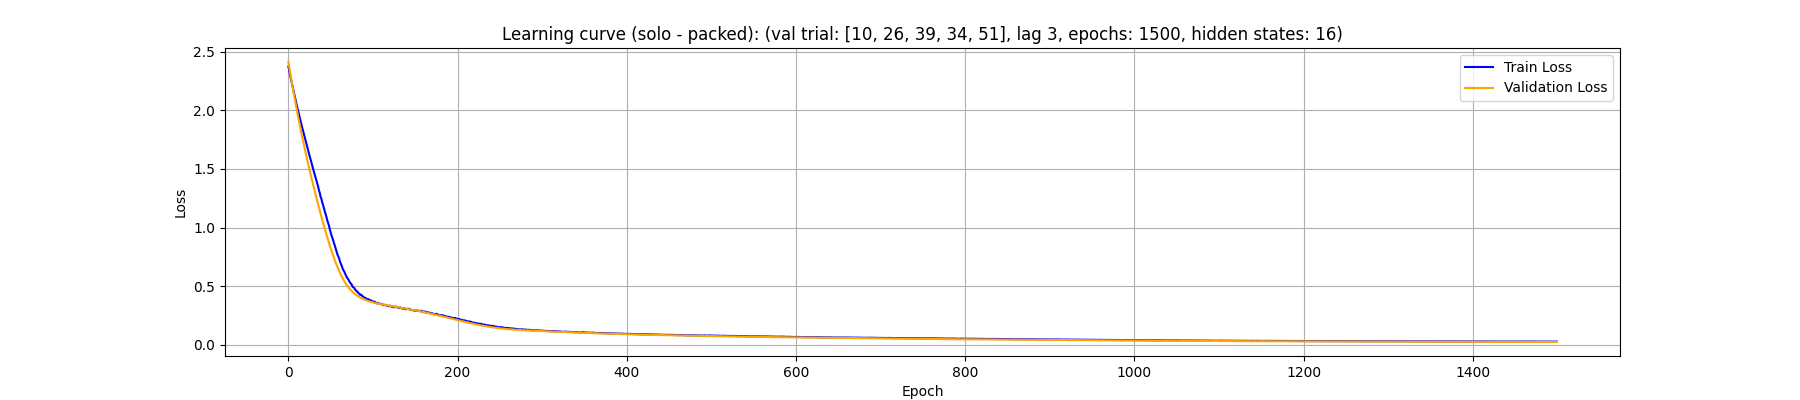 Learning curve (solo - packed): (val trial: [10, 26, 39, 34, 51], lag 3, epochs: 1500, hidden states: 16)
Train Loss
Validation Loss
Loss
2.5
2.0
1.5
1.0
0.5
0.0
0 200 400 600 800 1000 1200 1400
Epoch